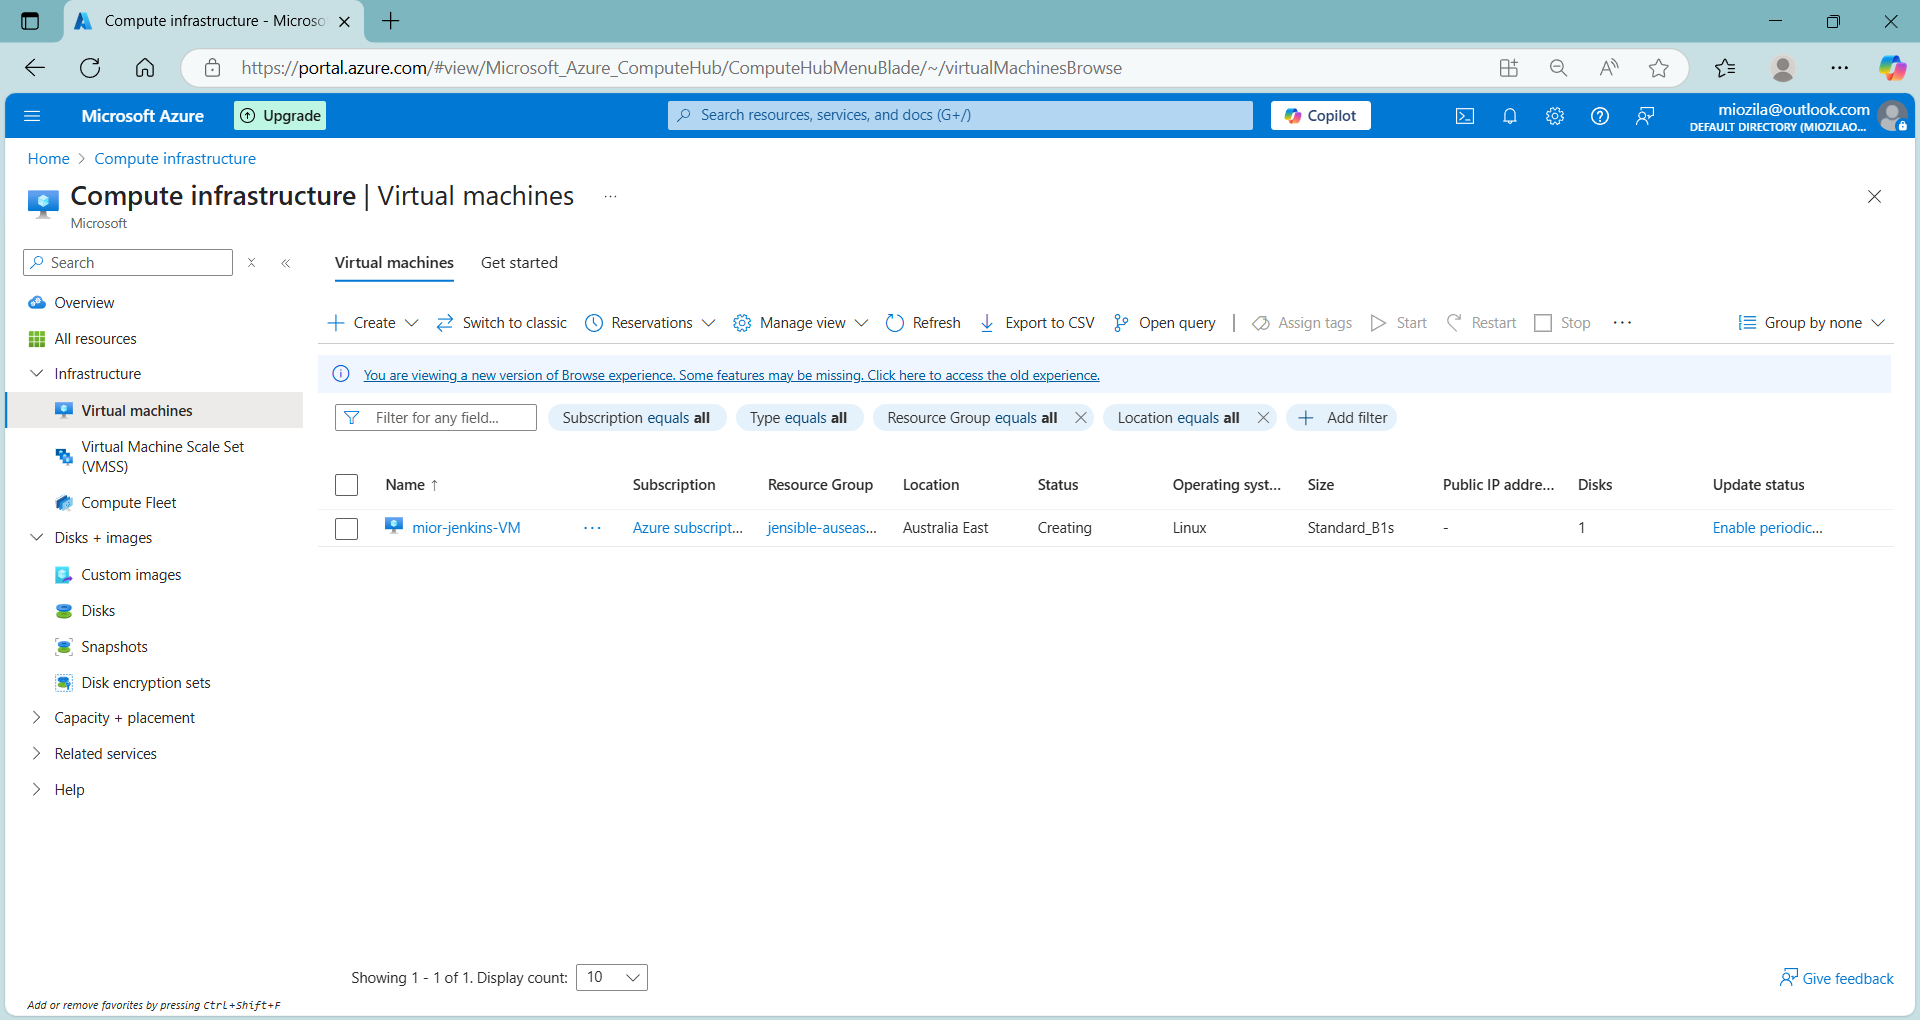 Compute infrastructure - Microso
https://portal.azure.com/#view/Microsoft_Azure_ComputeHub/ComputeHubMenuBlade/~/virtualMachinesBrowse
Microsoft Azure
Upgrade
Search resources, services, and docs (G+/)
Copilot
miozila@outlook.com
DEFAULT DIRECTORY (MIOZILAO...
Home > Compute infrastructure
Compute infrastructure | Virtual machines ...
Microsoft
Search
Overview
All resources
Infrastructure
Virtual machines
Virtual Machine Scale Set
(VMSS)
Compute Fleet
Disks + images
Custom images
Disks
Snapshots
Disk encryption sets
Capacity + placement
Related services
Help
Add or remove favorites by pressing Ctrl+Shift+F
Virtual machines Get started
Create Switch to classic Reservations Manage view Refresh Export to CSV Open query | Assign tags Start Restart Stop ... Group by none
You are viewing a new version of Browse experience. Some features may be missing. Click here to access the old experience.
Filter for any field... Subscription equals all Type equals all Resource Group equals all Location equals all Add filter
Name ↑ Subscription Resource Group Location Status Operating syst... Size Public IP addre... Disks Update status
mior-jenkins-VM ... Azure subscript... jensible-auseas... Australia East Creating Linux Standard_B1s - 1 Enable periodic...
Showing 1 - 1 of 1. Display count: 10
Give feedback